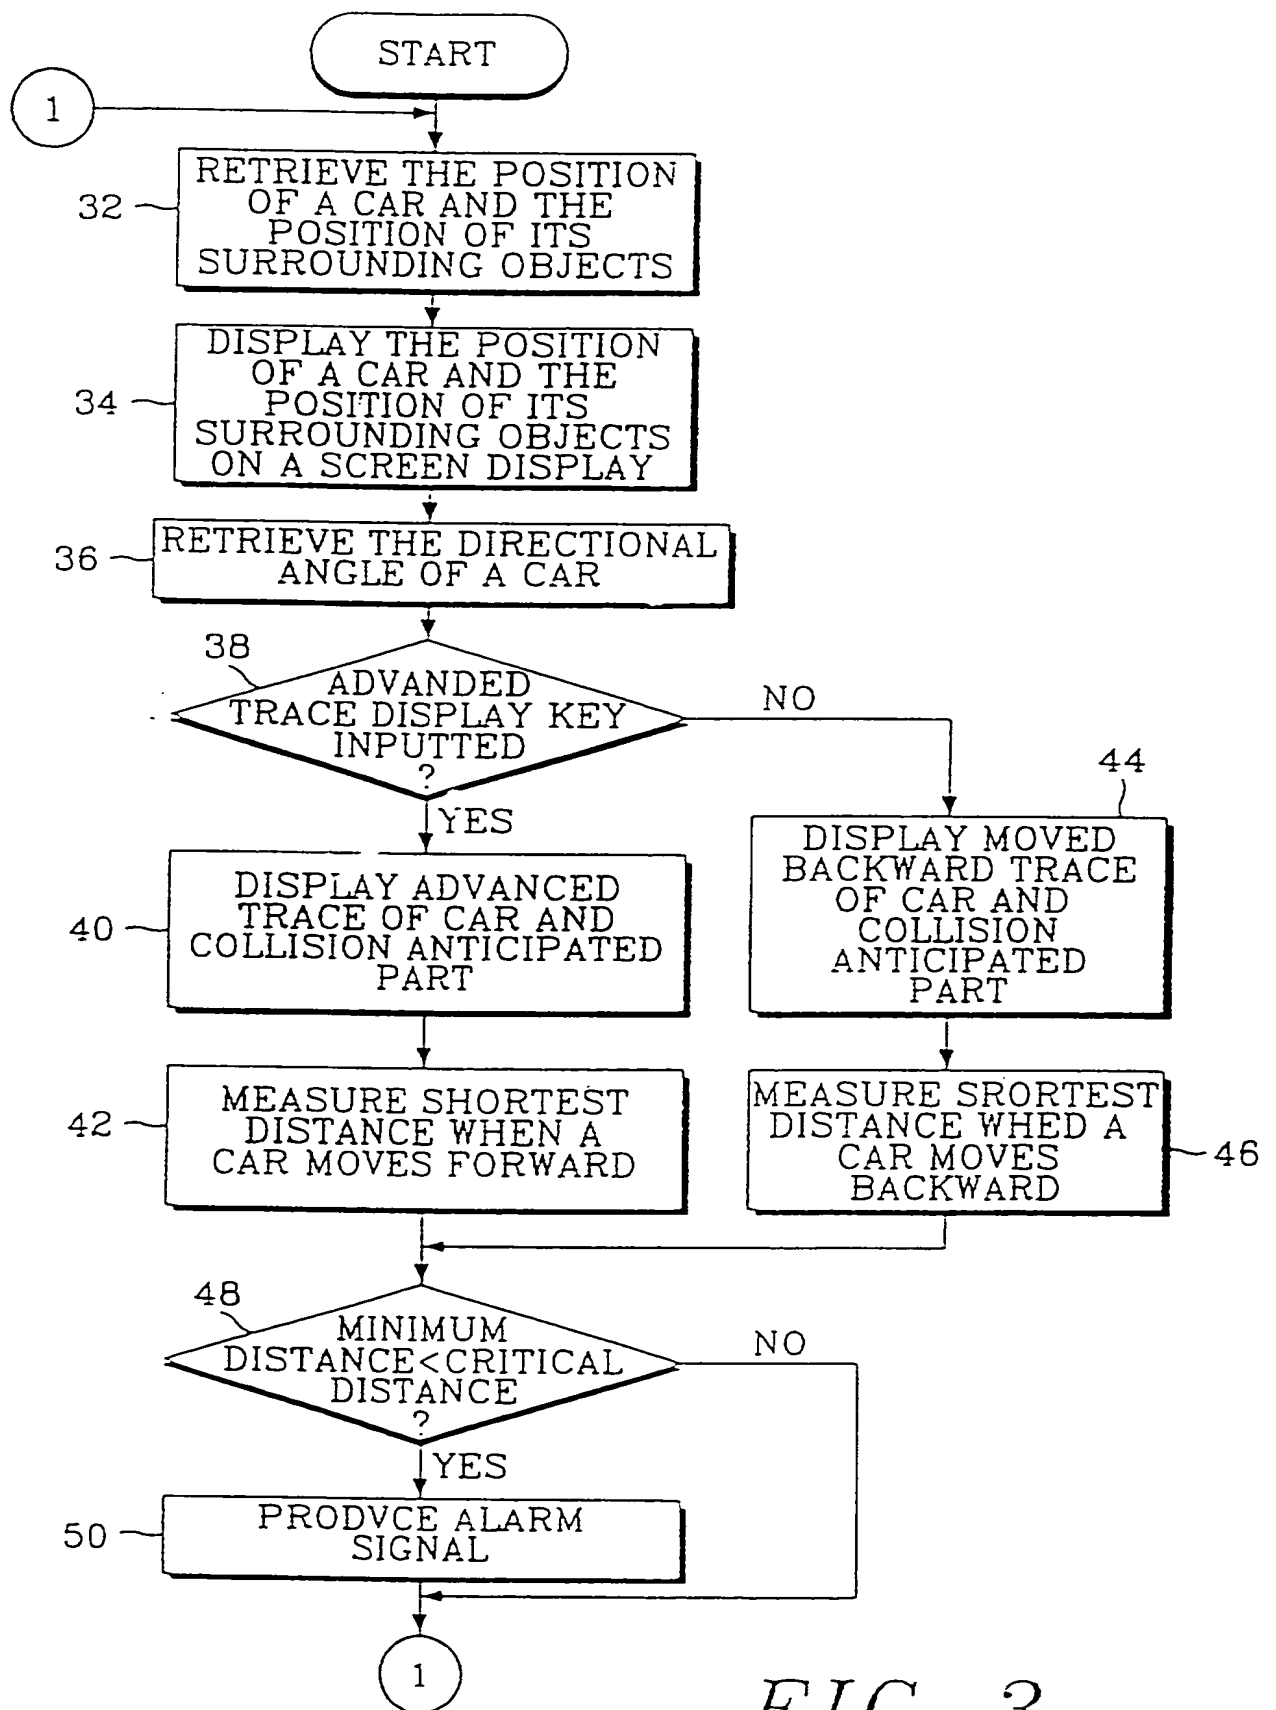 START
1
RETRIEVE THE POSITION
OF A CAR AND THE
POSITION OF ITS
SURROUNDING OBJECTS
32
DISPLAY THE POSITION
OF A CAR AND THE
POSITION OF ITS
SURROUNDING OBJECTS
ON A SCREEN DISPLAY
34
RETRIEVE THE DIRECTIONAL
ANGLE OF A CAR
36
38
ADVANDED
TRACE DISPLAY KEY
INPUTTED
?
NO
YES
44
DISPLAY ADVANCED
TRACE OF CAR AND
COLLISION ANTICIPATED
PART
40
DISPLAY MOVED
BACKWARD TRACE
OF CAR AND
COLLISION
ANTICIPATED
PART
MEASURE SHORTEST
DISTANCE WHEN A
CAR MOVES FORWARD
42
MEASURE SRORTEST
DISTANCE WHED A
CAR MOVES
BACKWARD
46
48
MINIMUM
DISTANCE<CRITICAL
DISTANCE
?
NO
YES
PRODVCE ALARM
SIGNAL
50
1
FIG. 3